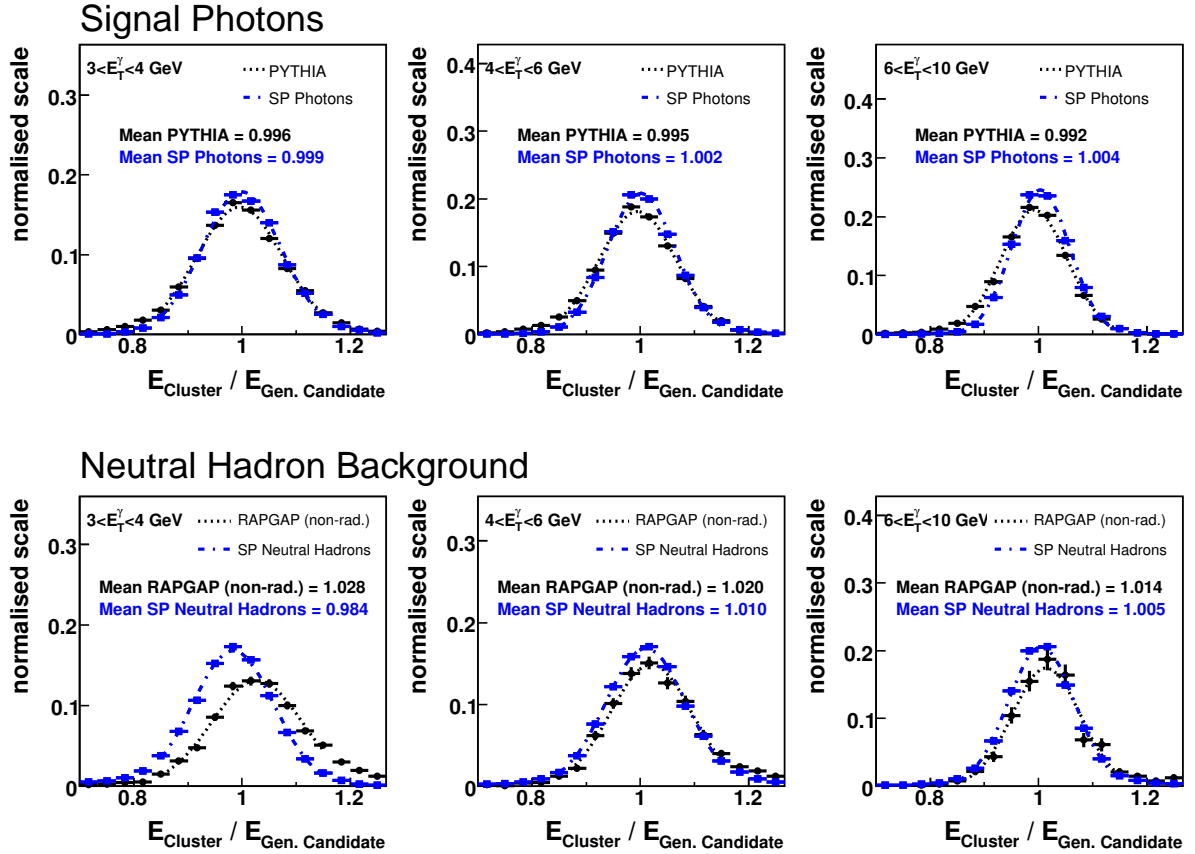 Signal Photons
normalised scale
3<E_T^γ<4 GeV
PYTHIA
SP Photons
Mean PYTHIA = 0.996
Mean SP Photons = 0.999
0.3
0.2
0.1
0
0.8 1 1.2
E_Cluster / E_Gen. Candidate
normalised scale
4<E_T^γ<6 GeV
PYTHIA
SP Photons
Mean PYTHIA = 0.995
Mean SP Photons = 1.002
0.4
0.3
0.2
0.1
0
0.8 1 1.2
E_Cluster / E_Gen. Candidate
normalised scale
6<E_T^γ<10 GeV
PYTHIA
SP Photons
Mean PYTHIA = 0.992
Mean SP Photons = 1.004
0.4
0.3
0.2
0.1
0
0.8 1 1.2
E_Cluster / E_Gen. Candidate
Neutral Hadron Background
normalised scale
3<E_T^γ<4 GeV
RAPGAP (non-rad.)
SP Neutral Hadrons
Mean RAPGAP (non-rad.) = 1.028
Mean SP Neutral Hadrons = 0.984
0.3
0.2
0.1
0
0.8 1 1.2
E_Cluster / E_Gen. Candidate
normalised scale
4<E_T^γ<6 GeV
RAPGAP (non-rad.)
SP Neutral Hadrons
Mean RAPGAP (non-rad.) = 1.020
Mean SP Neutral Hadrons = 1.010
0.3
0.2
0.1
0
0.8 1 1.2
E_Cluster / E_Gen. Candidate
normalised scale
6<E_T^γ<10 GeV
RAPGAP (non-rad.)
SP Neutral Hadrons
Mean RAPGAP (non-rad.) = 1.014
Mean SP Neutral Hadrons = 1.005
0.4
0.3
0.2
0.1
0
0.8 1 1.2
E_Cluster / E_Gen. Candidate